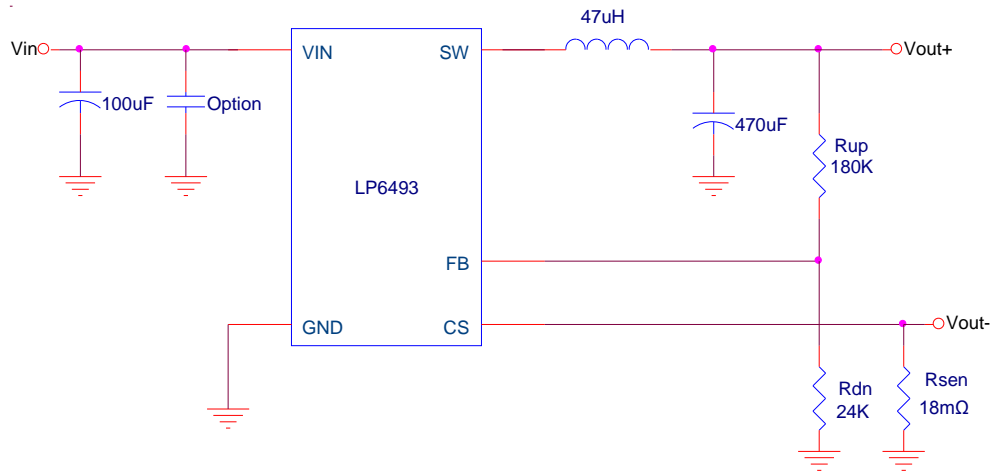 47uH
Vin
VIN
SW
Vout+
100uF
Option
470uF
Rup
180K
LP6493
FB
GND
CS
Vout-
Rdn
24K
Rsen
18mΩ